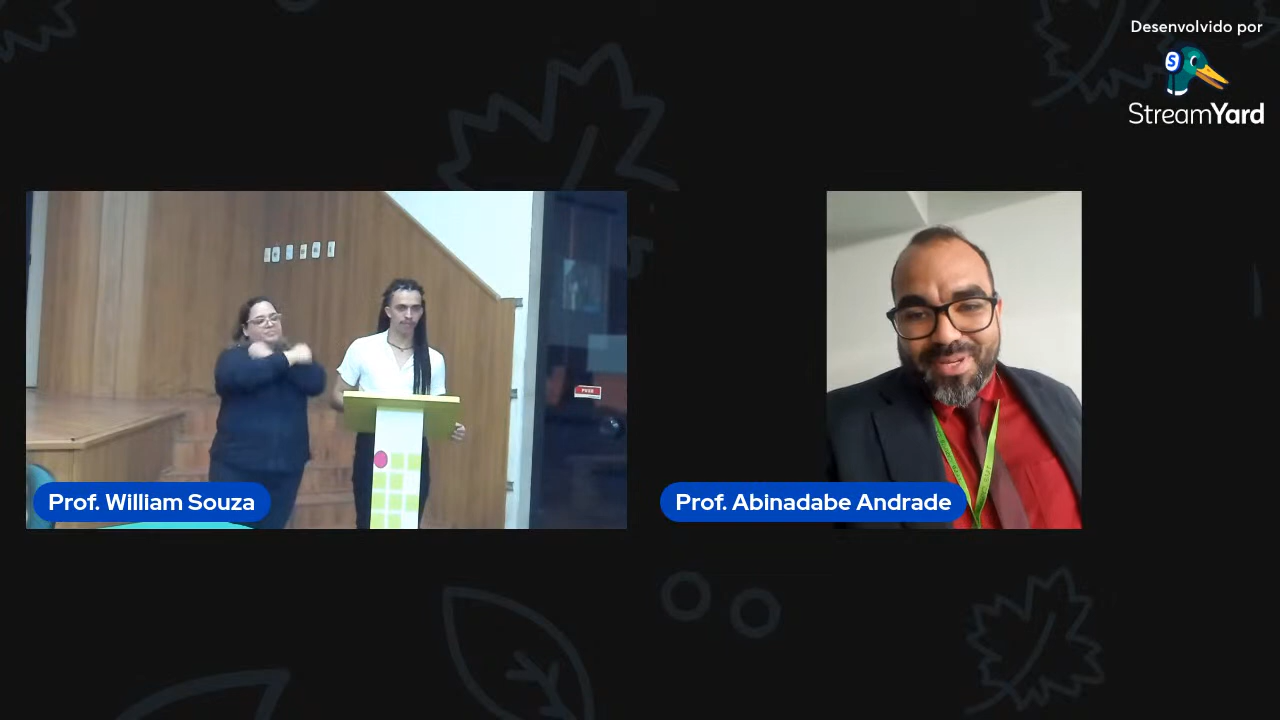 Desenvolvido por
StreamYard
Prof. William Souza
Prof. Abinadabe Andrade